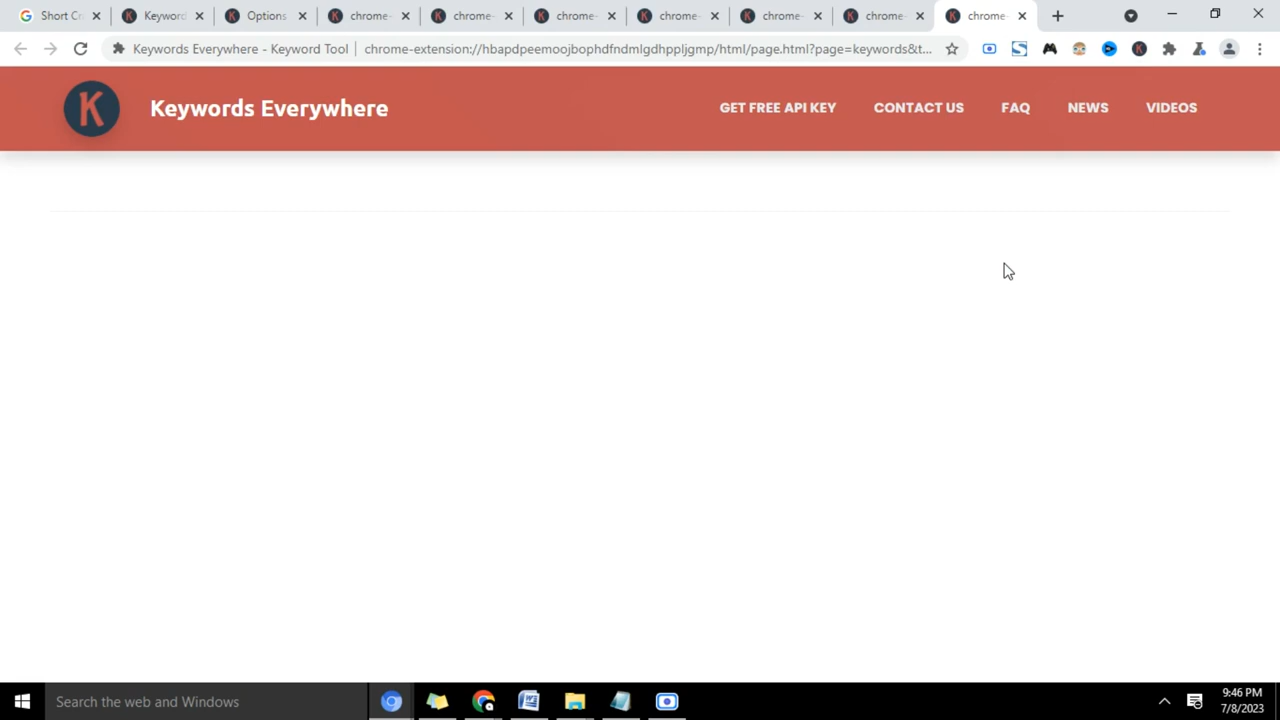 Short Cr
Keyword
Options
chrome-
chrome-
chrome-
chrome-
chrome-
chrome-
chrome-
Keywords Everywhere - Keyword Tool
chrome-extension://hbapdpeemoojbophdfndmlgdhppljgmp/html/page.html?page=keywords&t...
K
Keywords Everywhere
GET FREE API KEY
CONTACT US
FAQ
NEWS
VIDEOS
Search the web and Windows
9:46 PM
7/8/2023